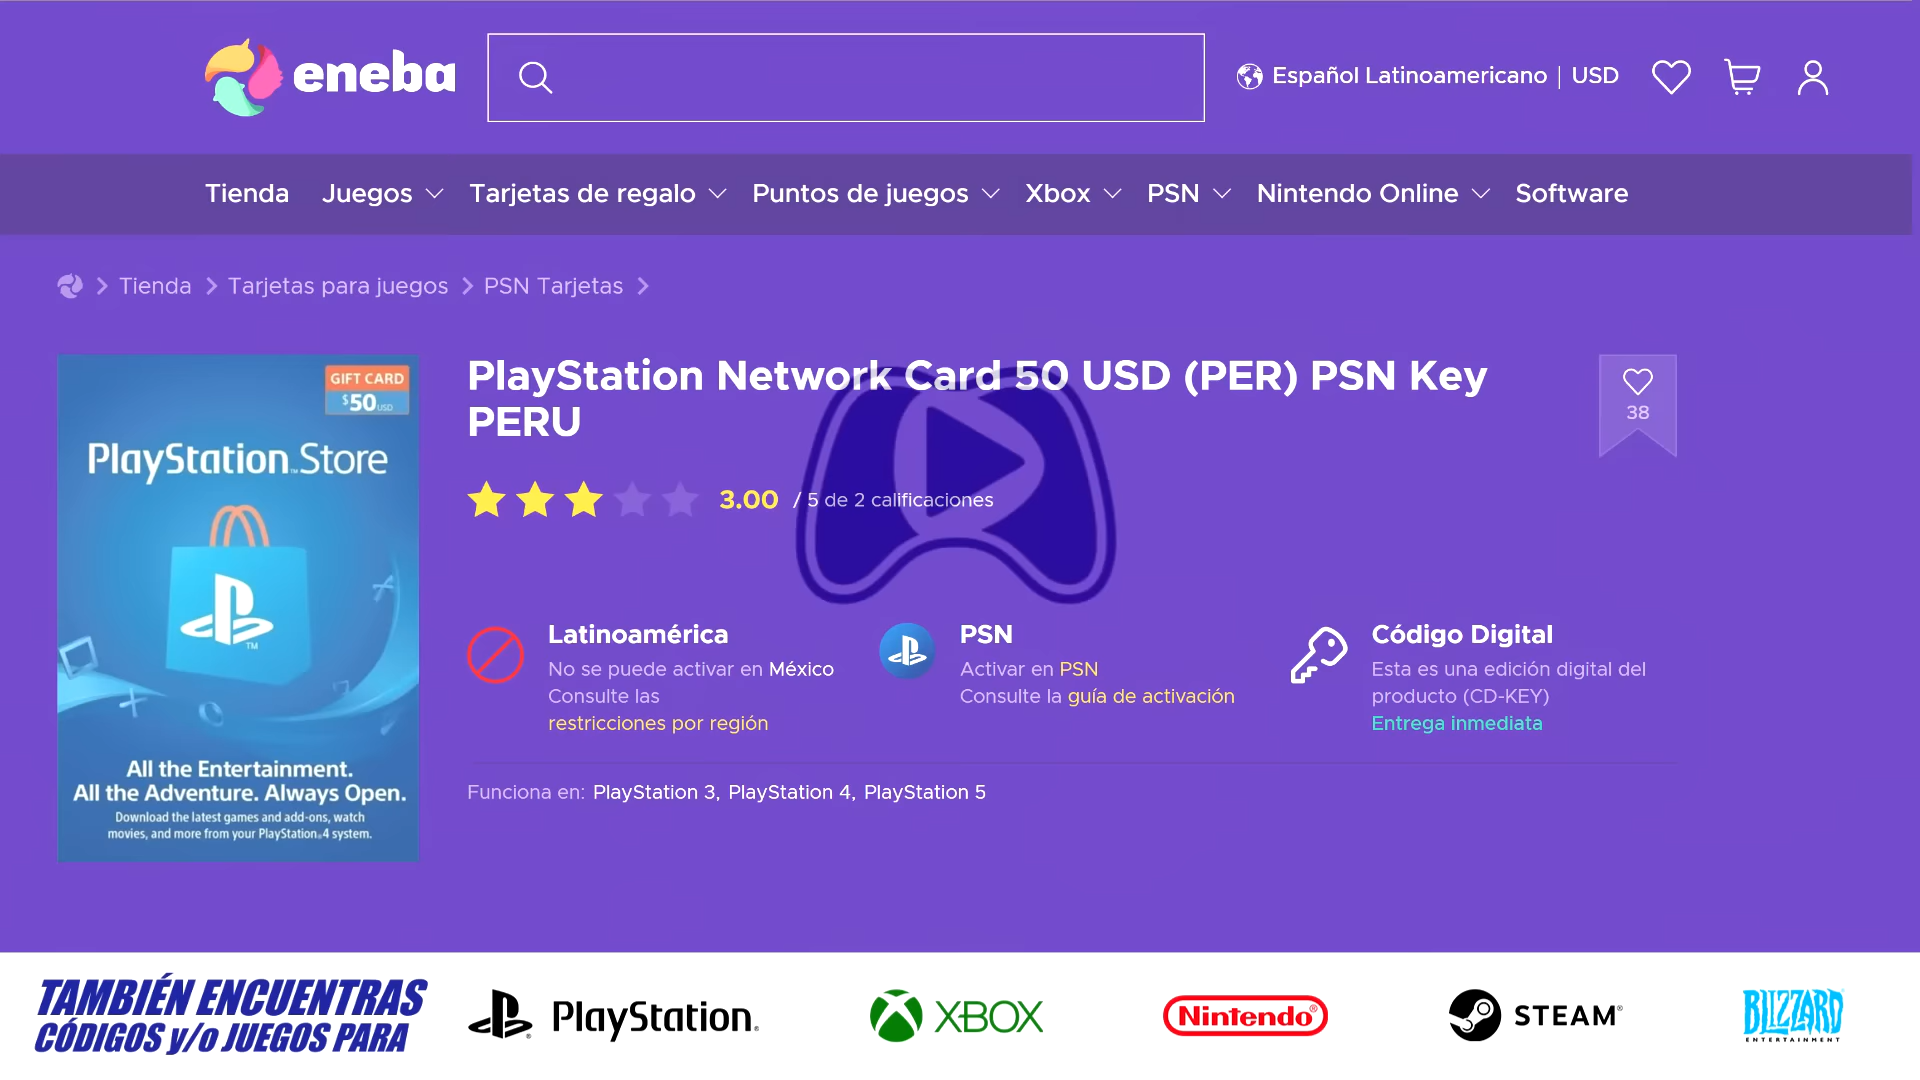 eneba
Español Latinoamericano | USD
Tienda Juegos Tarjetas de regalo Puntos de juegos Xbox PSN Nintendo Online Software
Tienda Tarjetas para juegos PSN Tarjetas
GIFT CARD
$50 USD
PlayStation™Store
TM
All the Entertainment.
All the Adventure. Always Open.
Download the latest games and add-ons, watch
movies, and more from your PlayStation®4 system.
PlayStation Network Card 50 USD (PER) PSN Key
PERU
38
3.00 / 5 de 2 calificaciones
Latinoamérica
No se puede activar en México
Consulte las
restricciones por región
PSN
Activar en PSN
Consulte la guía de activación
Código Digital
Esta es una edición digital del
producto (CD-KEY)
Entrega inmediata
Funciona en: PlayStation 3, PlayStation 4, PlayStation 5
TAMBIÉN ENCUENTRAS
CÓDIGOS y/o JUEGOS PARA
PlayStation®
XBOX
Nintendo®
STEAM®
BLIZZARD
ENTERTAINMENT